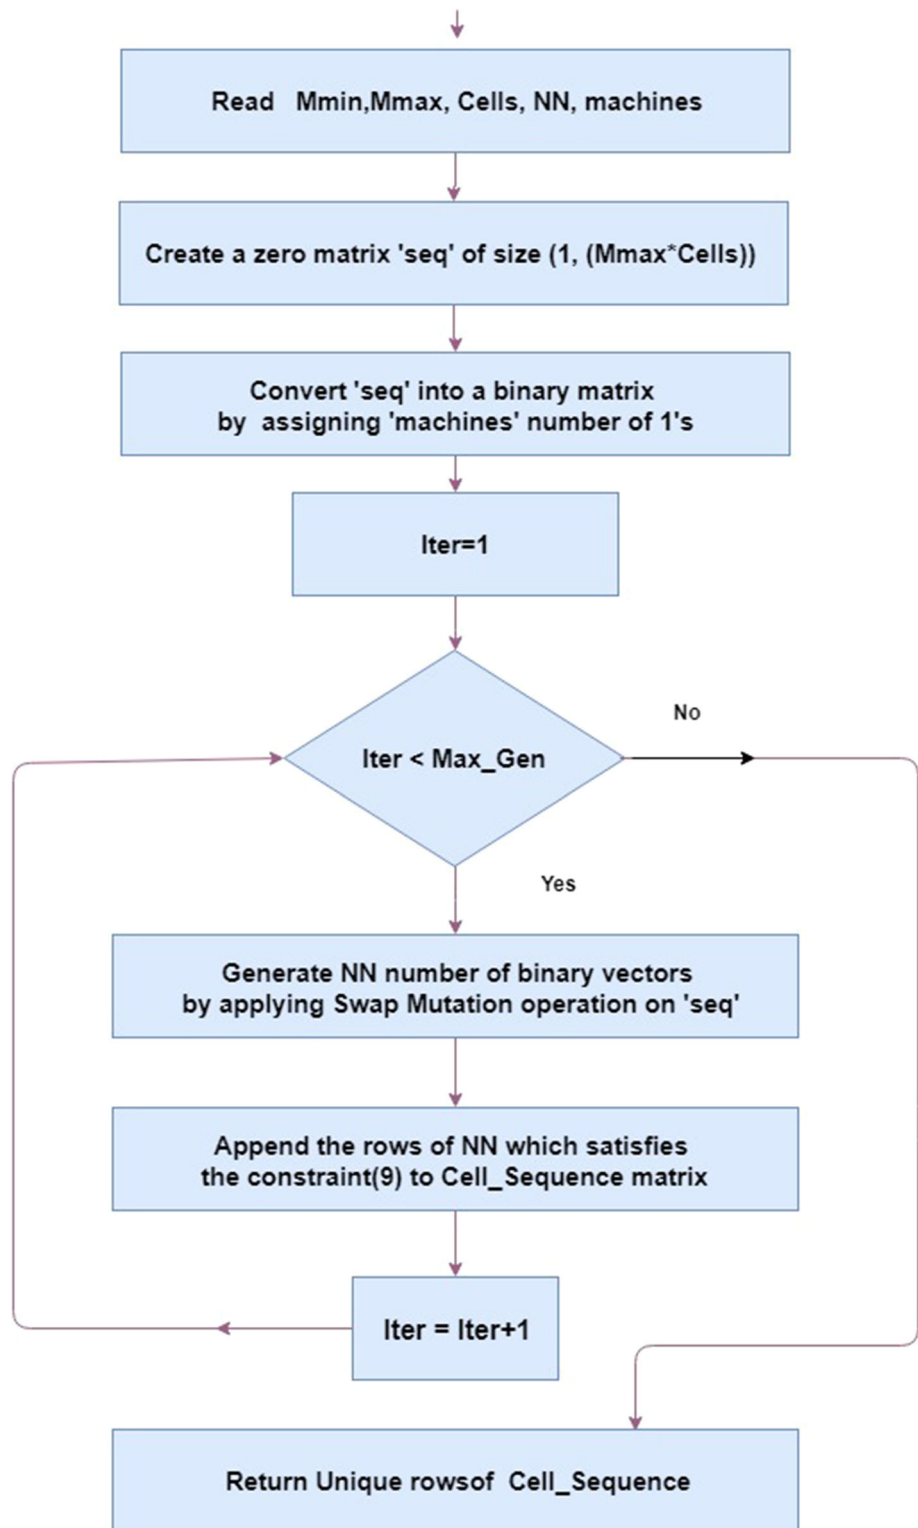 Read Mmin,Mmax, Cells, NN, machines
Create a zero matrix 'seq' of size (1, (Mmax*Cells))
Convert 'seq' into a binary matrix
by assigning 'machines' number of 1's
Iter=1
Iter < Max_Gen
No
Yes
Generate NN number of binary vectors
by applying Swap Mutation operation on 'seq'
Append the rows of NN which satisfies
the constraint(9) to Cell_Sequence matrix
Iter = Iter+1
Return Unique rowsof Cell_Sequence